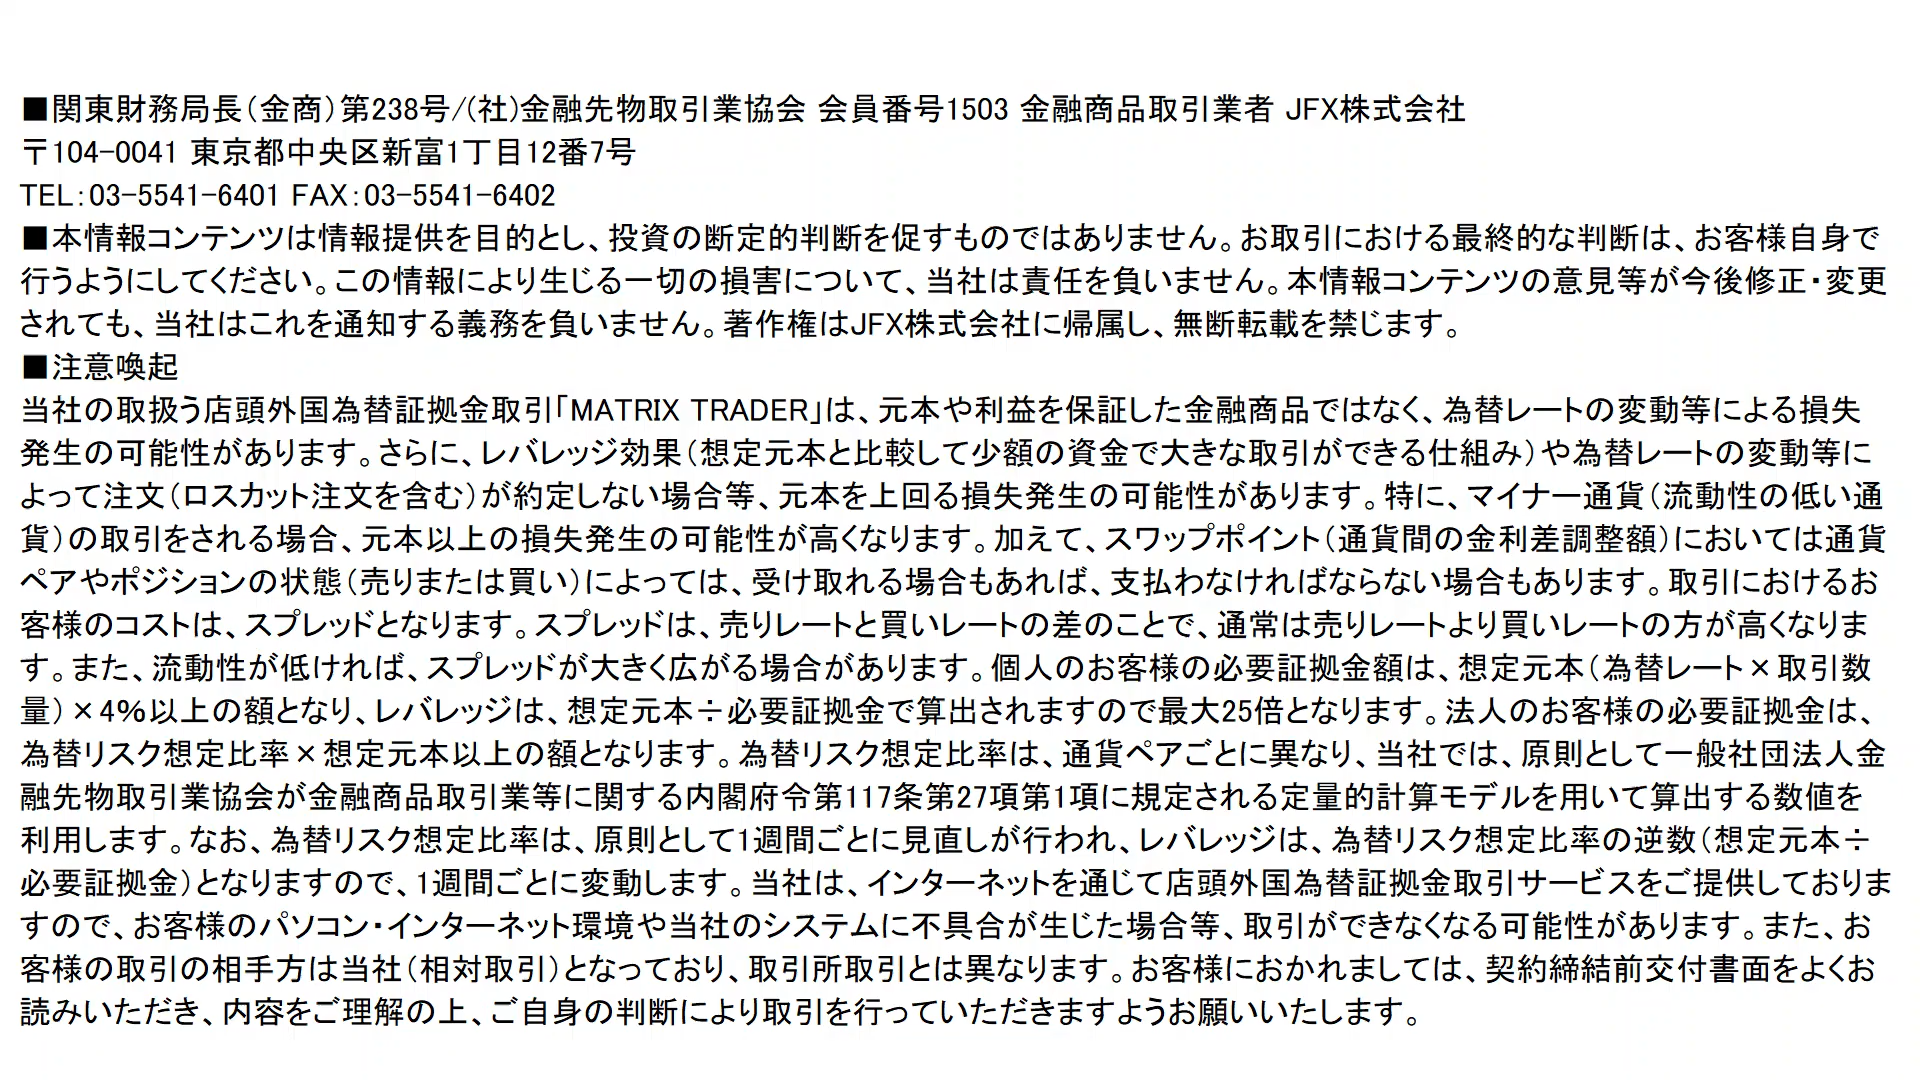 ■関東財務局長（金商）第238号/(社)金融先物取引業協会 会員番号1503 金融商品取引業者 JFX株式会社
〒104-0041 東京都中央区新富1丁目12番7号
TEL：03-5541-6401 FAX：03-5541-6402
■本情報コンテンツは情報提供を目的とし、投資の断定的判断を促すものではありません。お取引における最終的な判断は、お客様自身で
行うようにしてください。この情報により生じる一切の損害について、当社は責任を負いません。本情報コンテンツの意見等が今後修正・変更
されても、当社はこれを通知する義務を負いません。著作権はJFX株式会社に帰属し、無断転載を禁じます。
■注意喚起
当社の取扱う店頭外国為替証拠金取引「MATRIX TRADER」は、元本や利益を保証した金融商品ではなく、為替レートの変動等による損失
発生の可能性があります。さらに、レバレッジ効果（想定元本と比較して少額の資金で大きな取引ができる仕組み）や為替レートの変動等に
よって注文（ロスカット注文を含む）が約定しない場合等、元本を上回る損失発生の可能性があります。特に、マイナー通貨（流動性の低い通
貨）の取引をされる場合、元本以上の損失発生の可能性が高くなります。加えて、スワップポイント（通貨間の金利差調整額）においては通貨
ペアやポジションの状態（売りまたは買い）によっては、受け取れる場合もあれば、支払わなければならない場合もあります。取引におけるお
客様のコストは、スプレッドとなります。スプレッドは、売りレートと買いレートの差のことで、通常は売りレートより買いレートの方が高くなりま
す。また、流動性が低ければ、スプレッドが大きく広がる場合があります。個人のお客様の必要証拠金額は、想定元本（為替レート×取引数
量）×4％以上の額となり、レバレッジは、想定元本÷必要証拠金で算出されますので最大25倍となります。法人のお客様の必要証拠金は、
為替リスク想定比率×想定元本以上の額となります。為替リスク想定比率は、通貨ペアごとに異なり、当社では、原則として一般社団法人金
融先物取引業協会が金融商品取引業等に関する内閣府令第117条第27項第1項に規定される定量的計算モデルを用いて算出する数値を
利用します。なお、為替リスク想定比率は、原則として1週間ごとに見直しが行われ、レバレッジは、為替リスク想定比率の逆数（想定元本÷
必要証拠金）となりますので、1週間ごとに変動します。当社は、インターネットを通じて店頭外国為替証拠金取引サービスをご提供しておりま
すので、お客様のパソコン・インターネット環境や当社のシステムに不具合が生じた場合等、取引ができなくなる可能性があります。また、お
客様の取引の相手方は当社（相対取引）となっており、取引所取引とは異なります。お客様におかれましては、契約締結前交付書面をよくお
読みいただき、内容をご理解の上、ご自身の判断により取引を行っていただきますようお願いいたします。